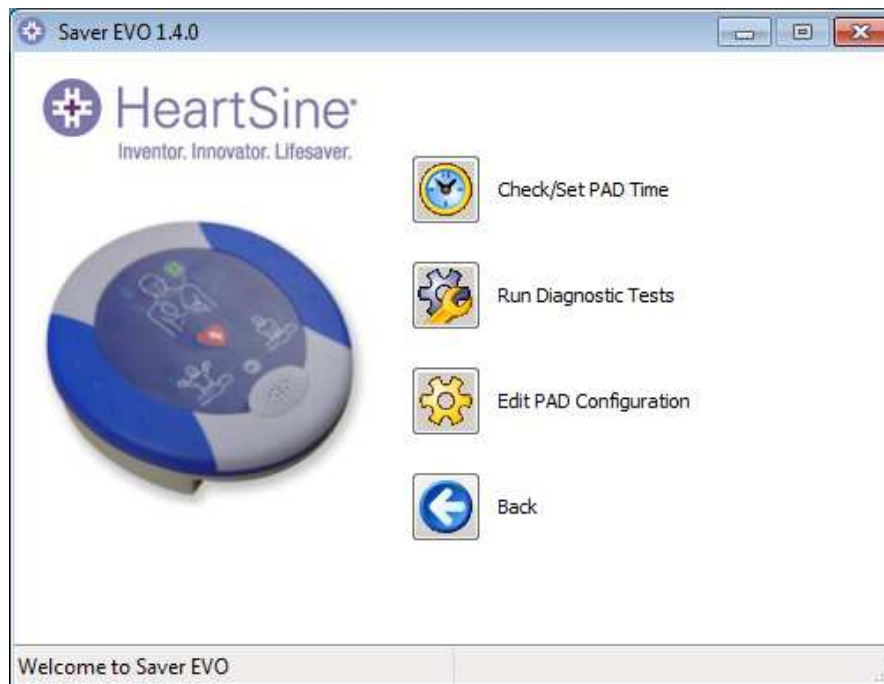 Saver EVO 1.4.0
HeartSine®
Inventor. Innovator. Lifesaver.
Check/Set PAD Time
Run Diagnostic Tests
Edit PAD Configuration
Back
Welcome to Saver EVO